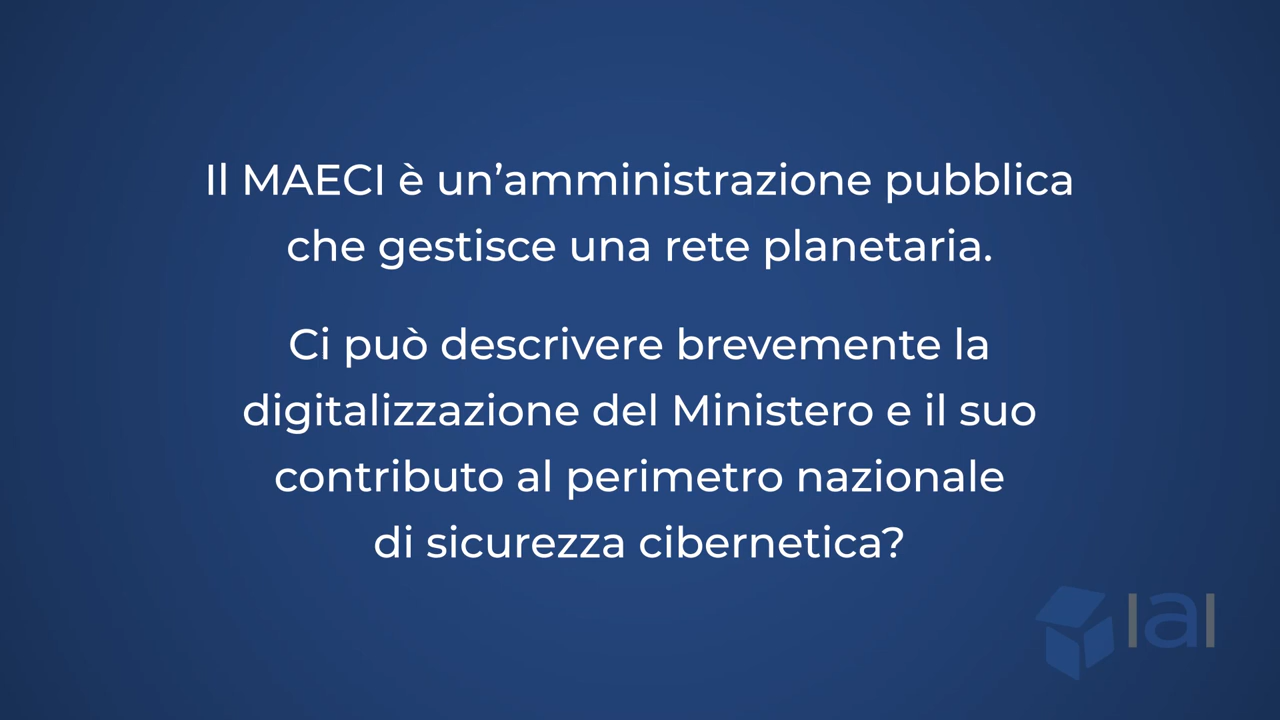 Il MAECI è un’amministrazione pubblica
che gestisce una rete planetaria.
Ci può descrivere brevemente la
digitalizzazione del Ministero e il suo
contributo al perimetro nazionale
di sicurezza cibernetica?
iai